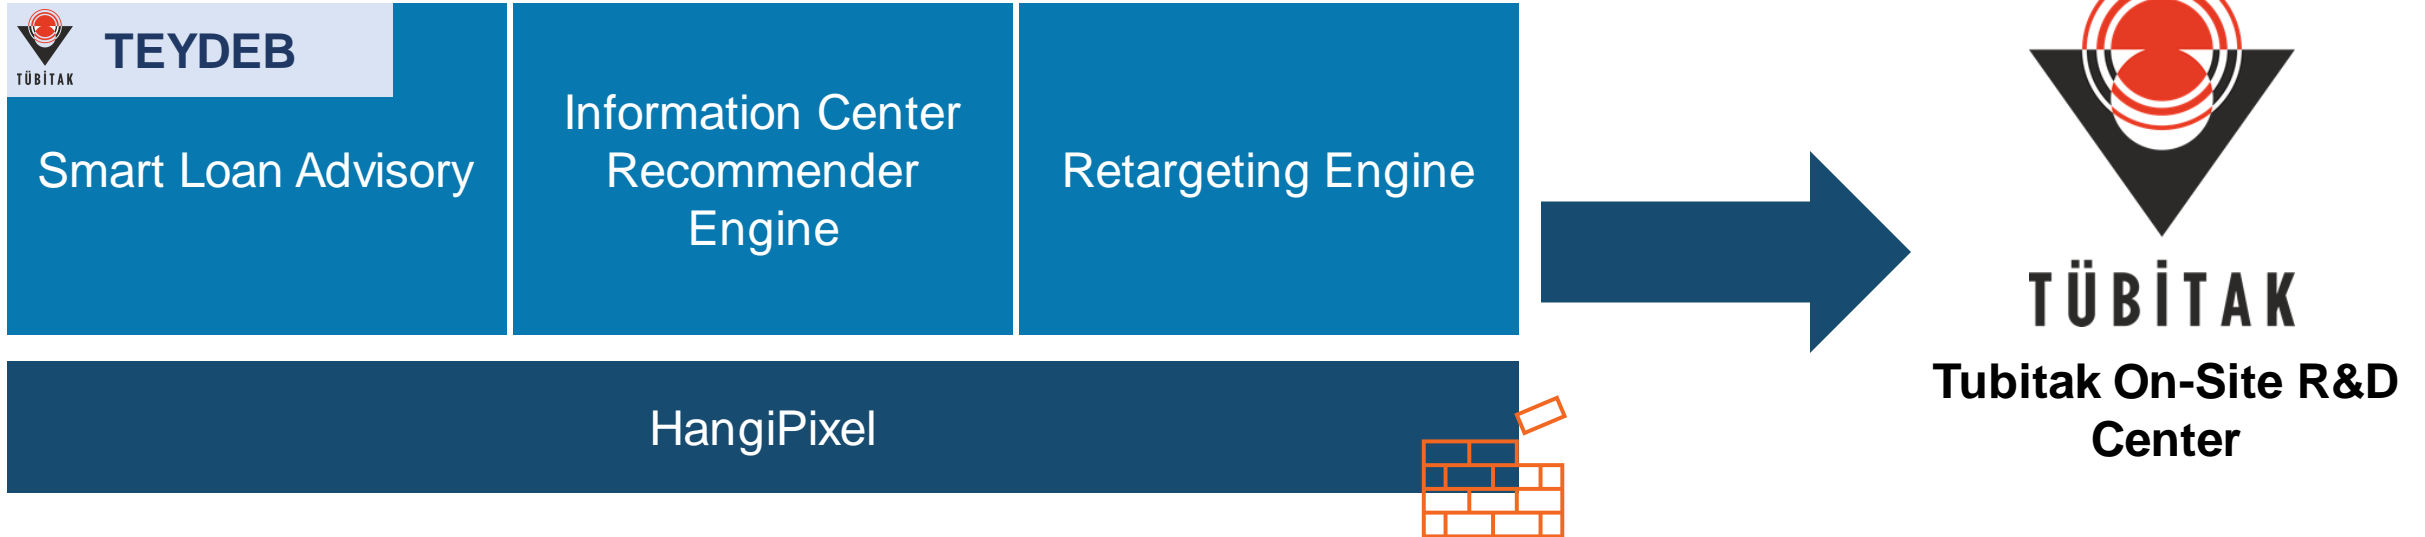 TÜBİTAK
TEYDEB
Smart Loan Advisory
Information Center
Recommender
Engine
Retargeting Engine
HangiPixel
TÜBİTAK
Tubitak On-Site R&D
Center